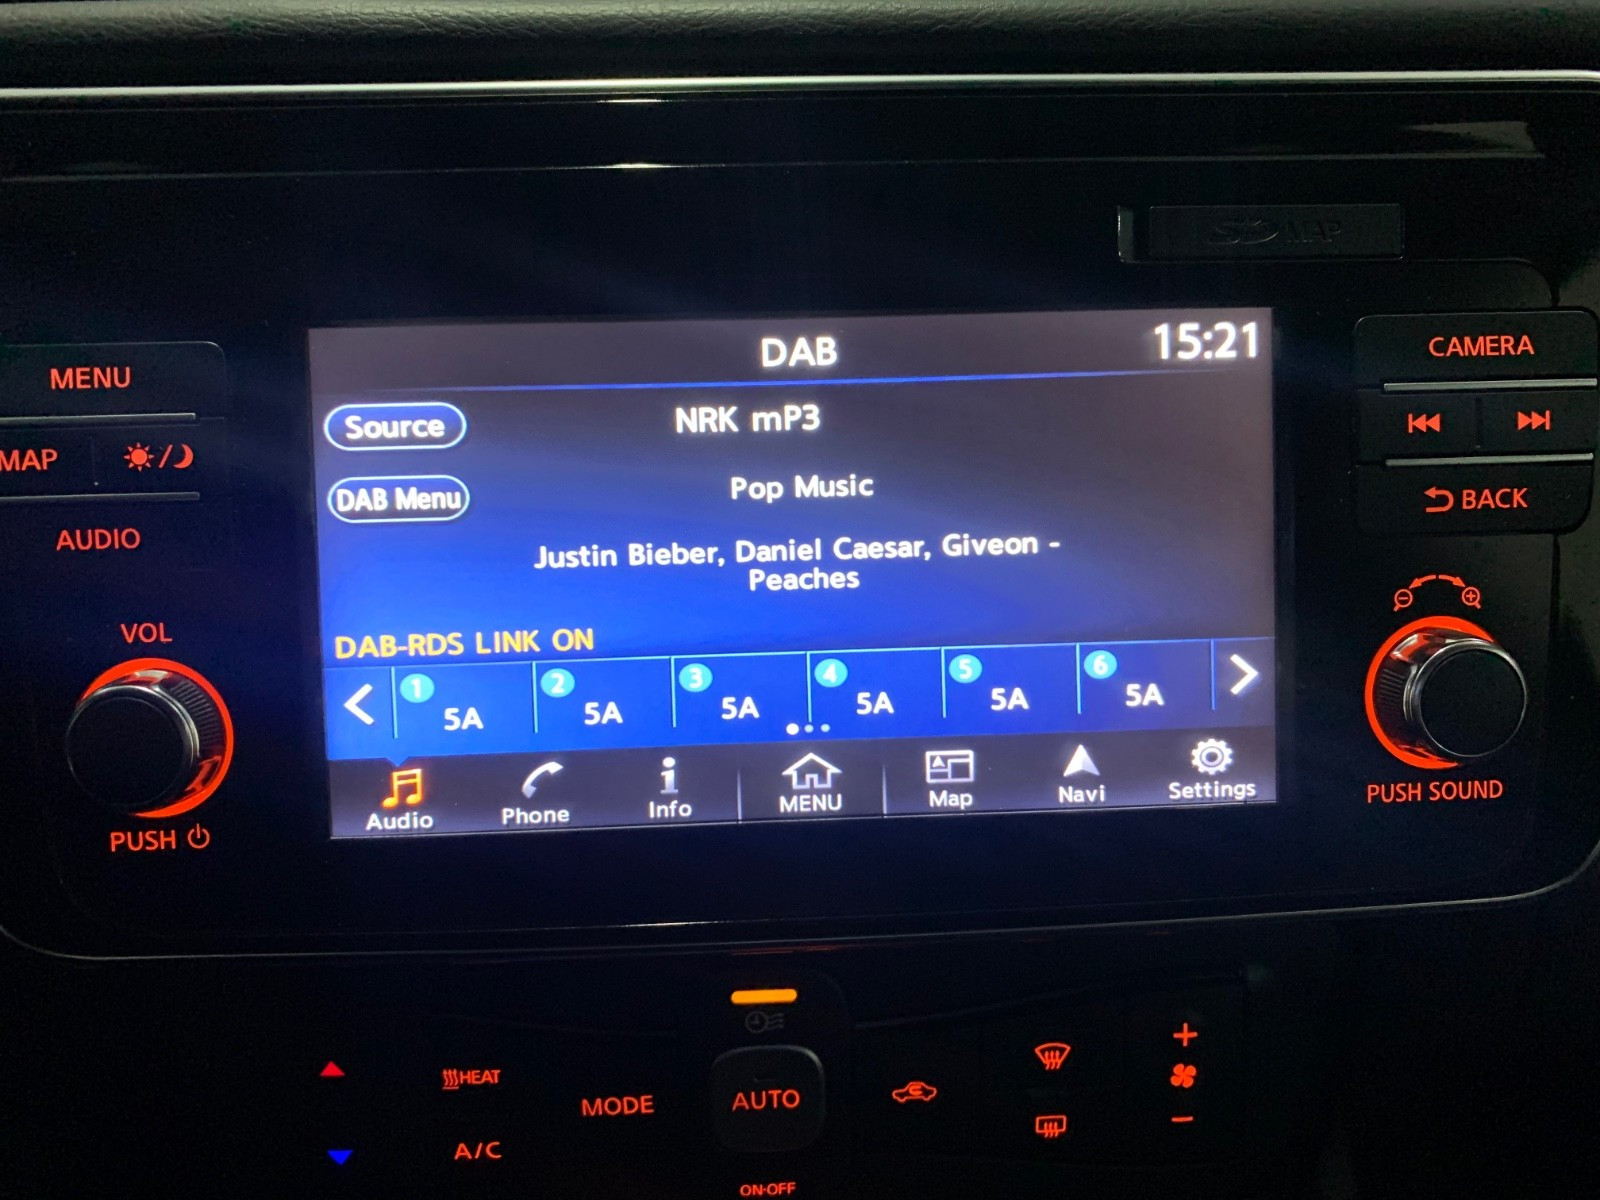 SD MAP
MENU
MAP
AUDIO
VOL
PUSH
DAB
15:21
Source
NRK mP3
DAB Menu
Pop Music
Justin Bieber, Daniel Caesar, Giveon -
Peaches
DAB-RDS LINK ON
1 5A
2 5A
3 5A
4 5A
5 5A
6 5A
Audio
Phone
Info
MENU
Map
Navi
Settings
CAMERA
BACK
PUSH SOUND
HEAT
A/C
MODE
AUTO
ON·OFF
+
−